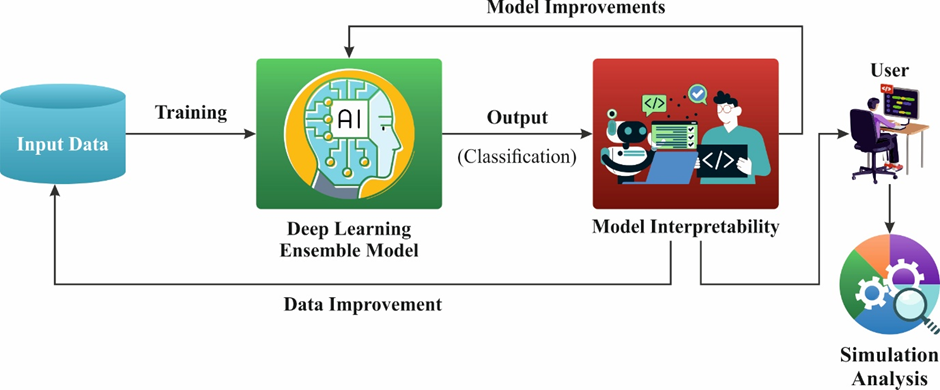 Model Improvements
Input Data
Training
AI
Deep Learning
Ensemble Model
Output
(Classification)
</>
</>
Model Interpretability
User
</>
Data Improvement
Simulation
Analysis